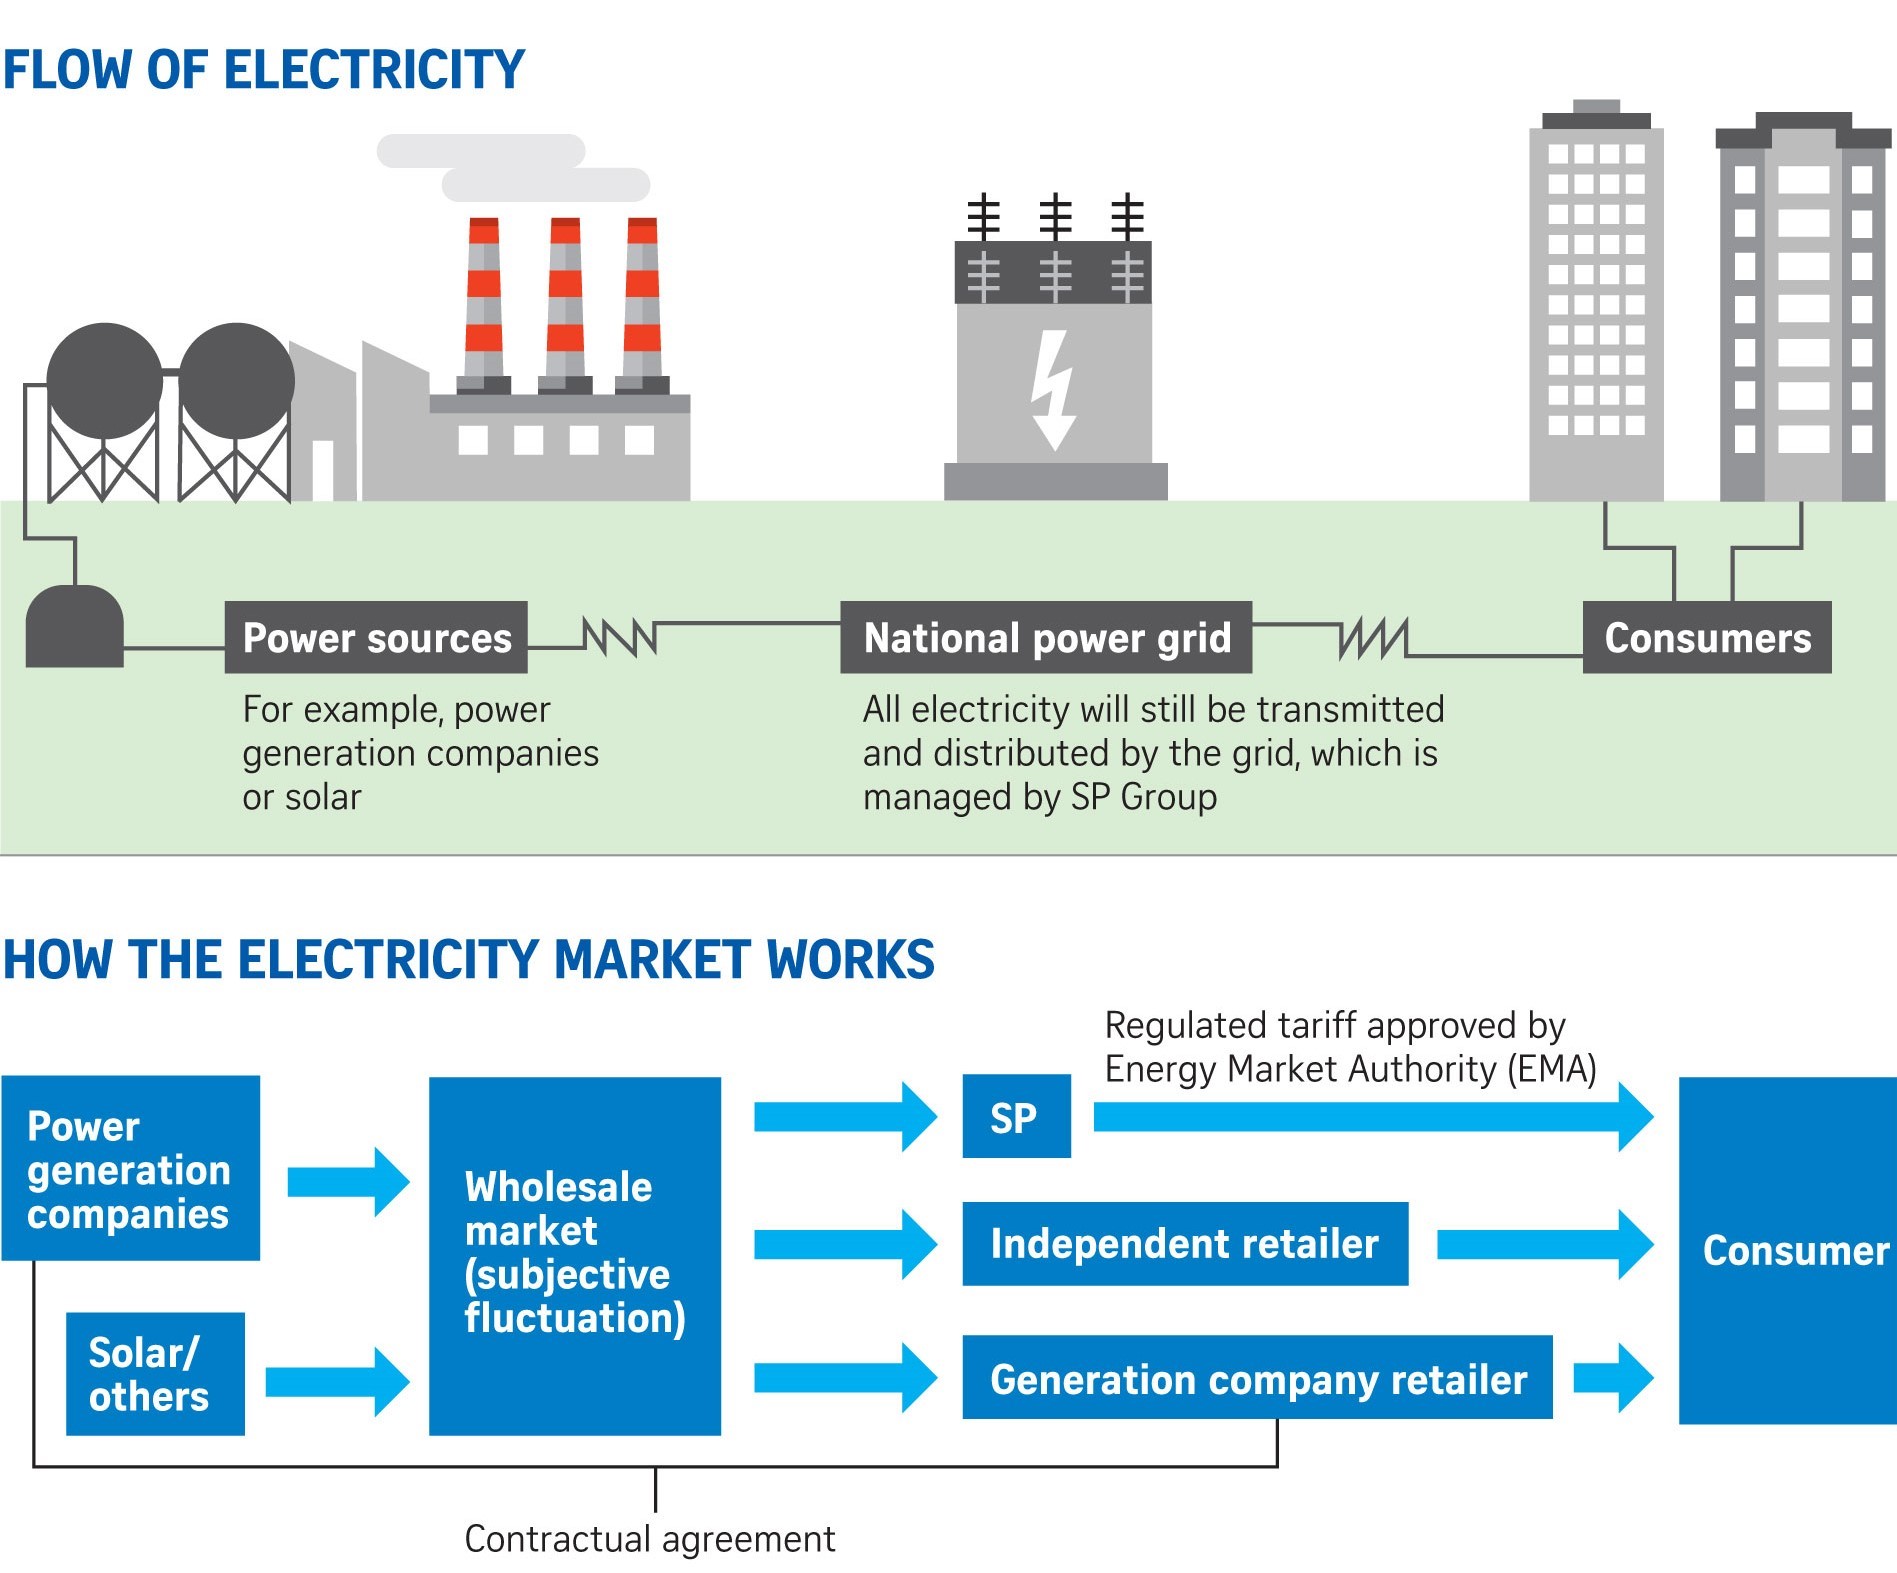 FLOW OF ELECTRICITY
Power sources
For example, power
generation companies
or solar
National power grid
All electricity will still be transmitted
and distributed by the grid, which is
managed by SP Group
Consumers
HOW THE ELECTRICITY MARKET WORKS
Power
generation
companies
Solar/
others
Wholesale
market
(subjective
fluctuation)
SP
Regulated tariff approved by
Energy Market Authority (EMA)
Independent retailer
Generation company retailer
Consumer
Contractual agreement